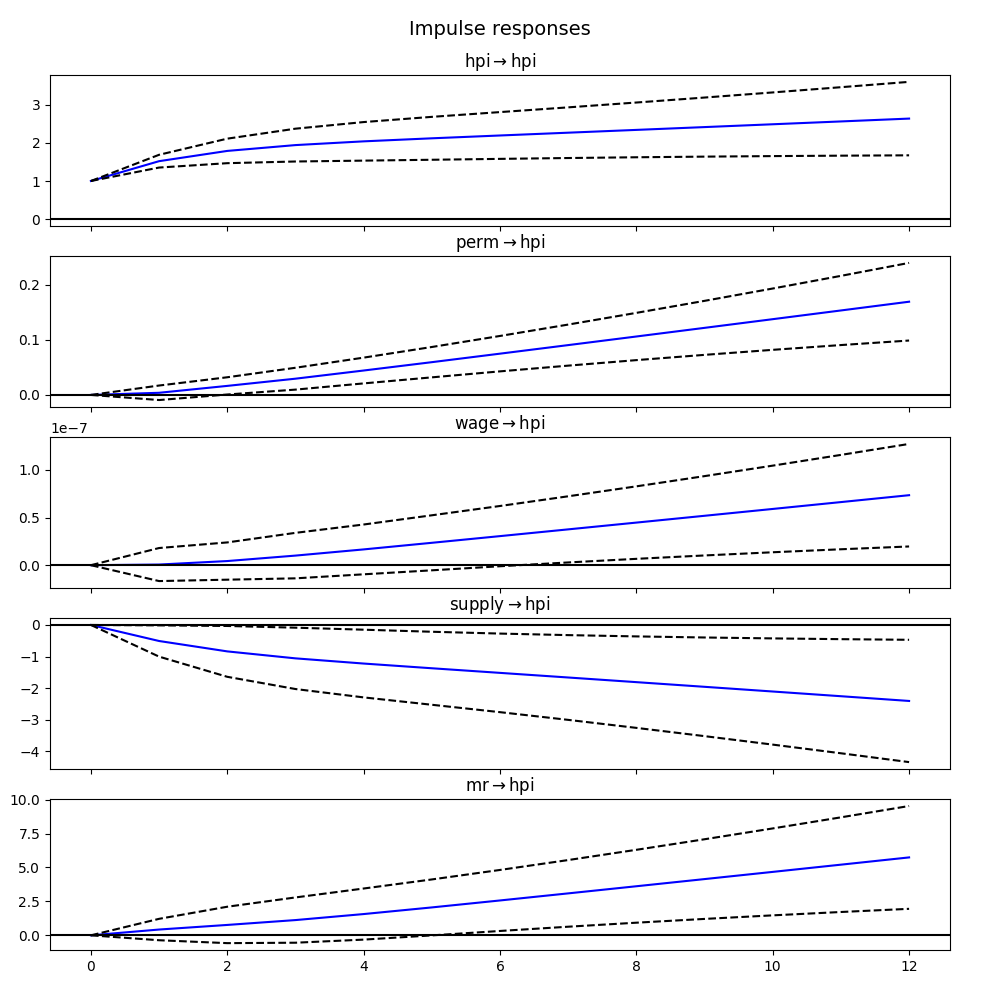 Impulse responses
hpi → hpi
3
2
1
0
perm → hpi
0.2
0.1
0.0
wage → hpi
1e−7
1.0
0.5
0.0
supply → hpi
0
−1
−2
−3
−4
mr → hpi
10.0
7.5
5.0
2.5
0.0
0 2 4 6 8 10 12